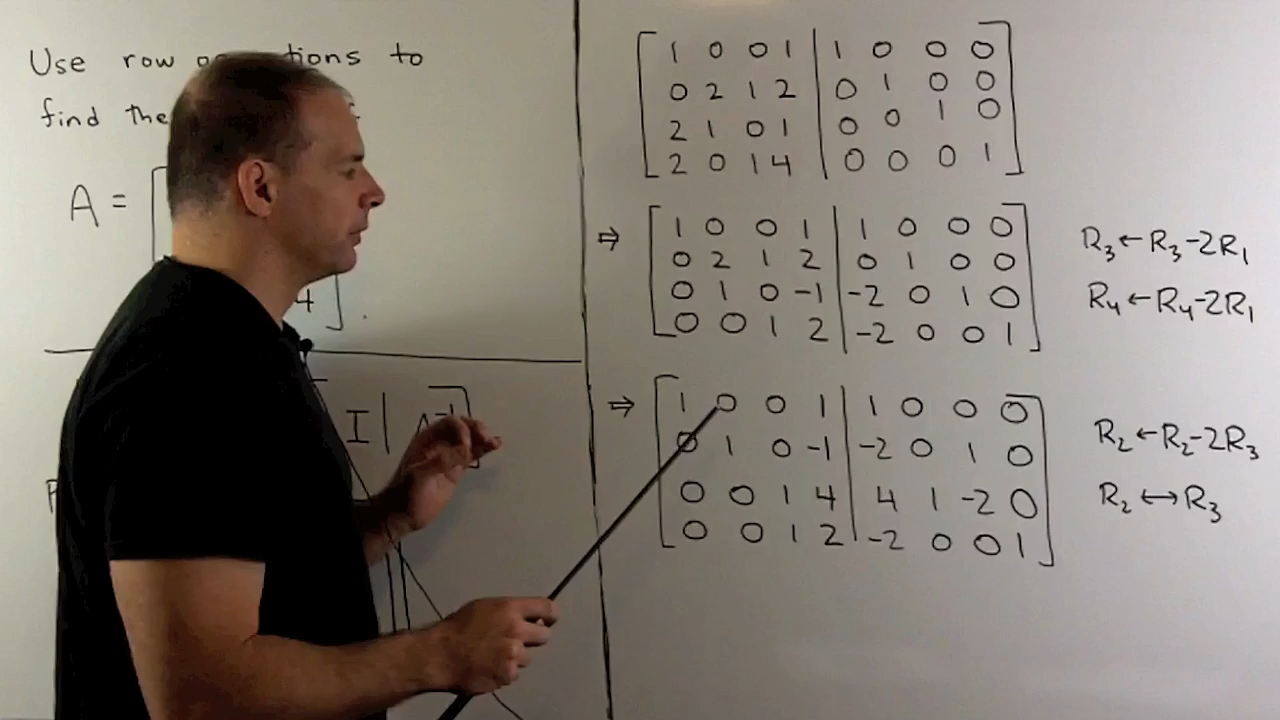 Use row to
find the
A = [
4 ] .
I | A⁻¹ ]
[ 1 0 0 1 | 1 0 0 0
0 2 1 2 | 0 1 0 0
2 1 0 1 | 0 0 1 0
2 0 1 4 | 0 0 0 1 ]
⇒ [ 1 0 0 1 | 1 0 0 0
0 2 1 2 | 0 1 0 0
0 1 0 -1 | -2 0 1 0
0 0 1 2 | -2 0 0 1 ]
R₃ ← R₃-2R₁
R₄ ← R₄-2R₁
⇒ [ 1 0 0 1 | 1 0 0 0
0 1 0 -1 | -2 0 1 0
0 0 1 4 | 4 1 -2 0
0 0 1 2 | -2 0 0 1 ]
R₂ ← R₂-2R₃
R₂ ↔ R₃